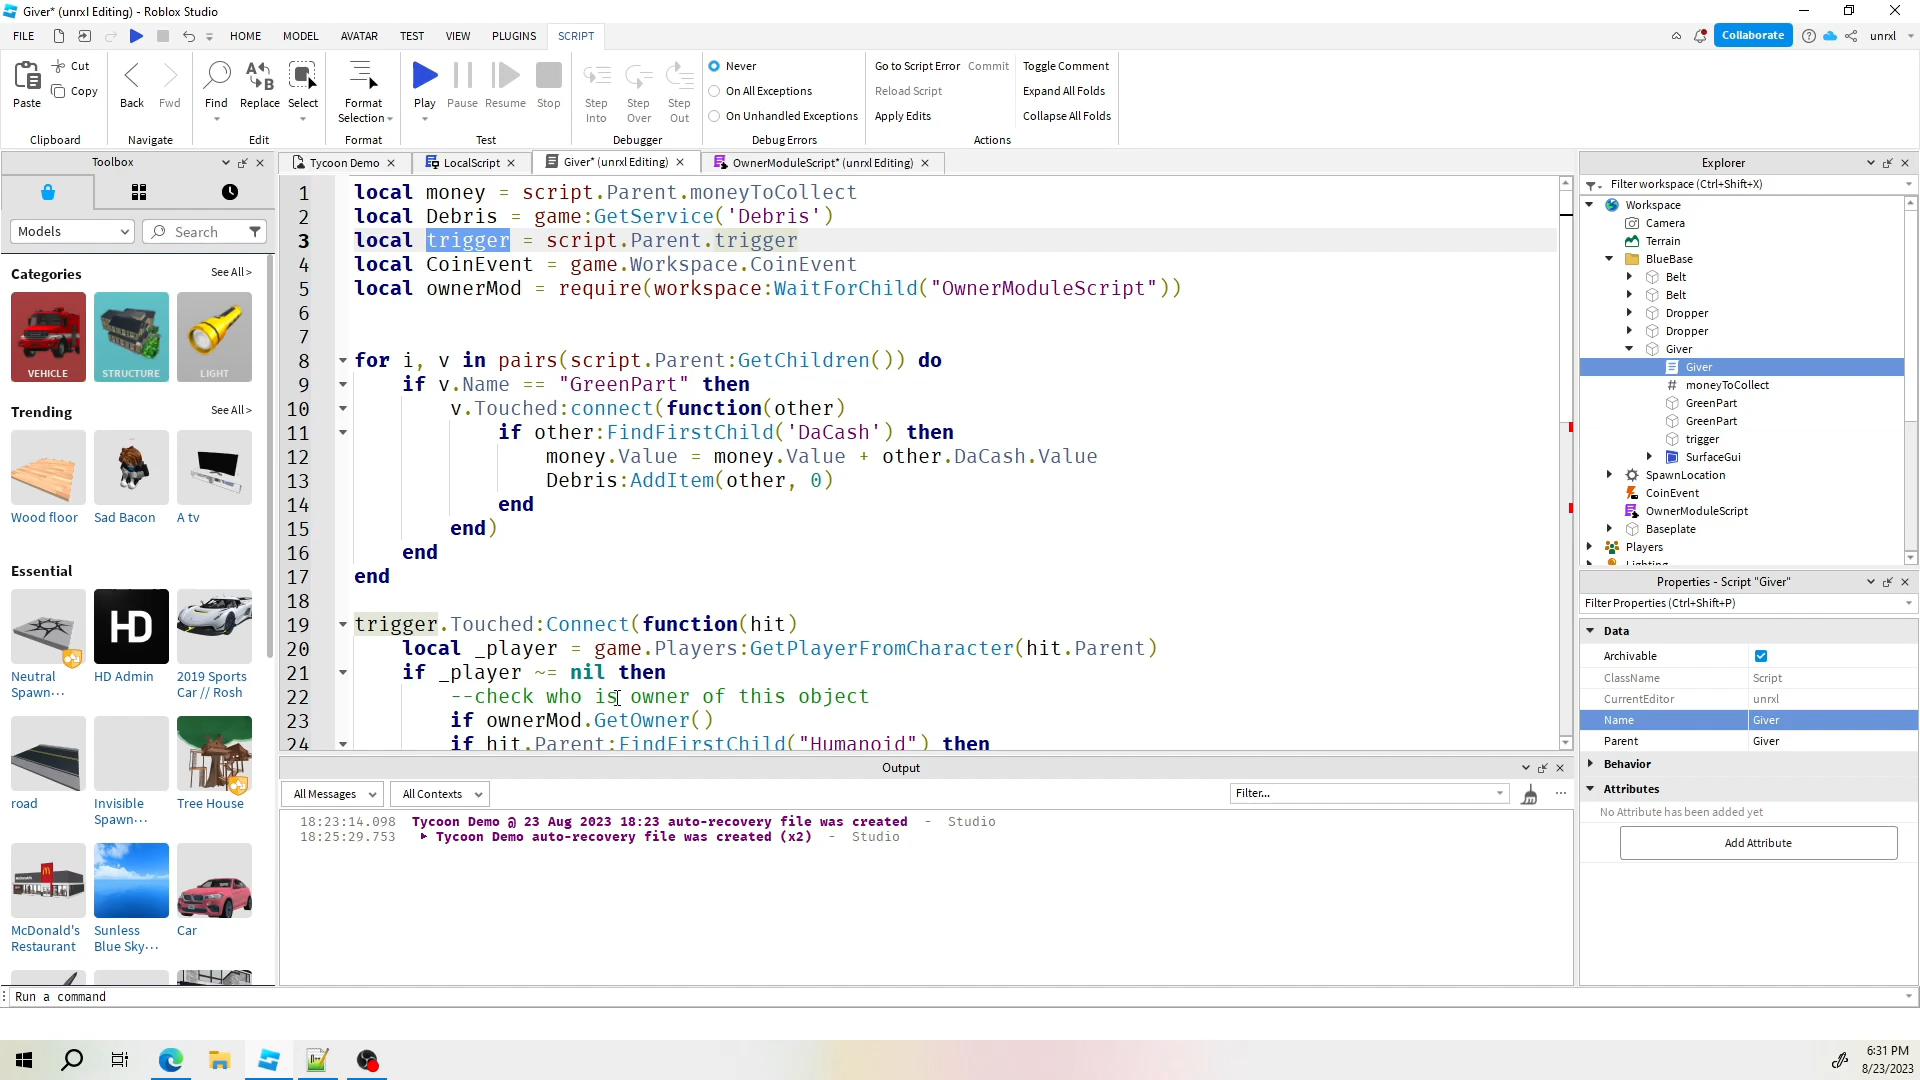 Giver* (unrxl Editing) - Roblox Studio
FILE
HOME
MODEL
AVATAR
TEST
VIEW
PLUGINS
SCRIPT
Collaborate
unrxl
Paste
Cut
Copy
Clipboard
Back
Fwd
Navigate
Find
Replace
Select
Edit
Format
Selection
Format
Play
Pause
Resume
Stop
Test
Step
Into
Step
Over
Step
Out
Debugger
Never
On All Exceptions
On Unhandled Exceptions
Debug Errors
Go to Script Error
Commit
Reload Script
Apply Edits
Toggle Comment
Expand All Folds
Collapse All Folds
Actions
Toolbox
Models
Search
Categories
See All >
VEHICLE
STRUCTURE
LIGHT
Trending
See All >
Wood floor
Sad Bacon
A tv
Essential
Neutral
Spawn···
HD
HD Admin
2019 Sports
Car // Rosh
road
Invisible
Spawn···
Tree House
McDonald's
Restaurant
Sunless
Blue Sky···
Car
Tycoon Demo
LocalScript
Giver* (unrxl Editing)
OwnerModuleScript* (unrxl Editing)
1 local money = script.Parent.moneyToCollect
2 local Debris = game:GetService('Debris')
3 local trigger = script.Parent.trigger
4 local CoinEvent = game.Workspace.CoinEvent
5 local ownerMod = require(workspace:WaitForChild("OwnerModuleScript"))
6
7
8 for i, v in pairs(script.Parent:GetChildren()) do
9 if v.Name == "GreenPart" then
10 v.Touched:connect(function(other)
11 if other:FindFirstChild('DaCash') then
12 money.Value = money.Value + other.DaCash.Value
13 Debris:AddItem(other, 0)
14 end
15 end)
16 end
17 end
18
19 trigger.Touched:Connect(function(hit)
20 local _player = game.Players:GetPlayerFromCharacter(hit.Parent)
21 if _player ~= nil then
22 --check who is owner of this object
23 if ownerMod.GetOwner()
24 if hit.Parent:FindFirstChild("Humanoid") then
Output
All Messages
All Contexts
Filter...
18:23:14.098 Tycoon Demo @ 23 Aug 2023 18:23 auto-recovery file was created - Studio
18:25:29.753 Tycoon Demo auto-recovery file was created (x2) - Studio
Explorer
Filter workspace (Ctrl+Shift+X)
Workspace
Camera
Terrain
BlueBase
Belt
Belt
Dropper
Dropper
Giver
Giver
# moneyToCollect
GreenPart
GreenPart
trigger
SurfaceGui
SpawnLocation
CoinEvent
OwnerModuleScript
Baseplate
Players
Lighting
Properties - Script "Giver"
Filter Properties (Ctrl+Shift+P)
Data
Archivable
ClassName Script
CurrentEditor unrxl
Name Giver
Parent Giver
Behavior
Attributes
No Attribute has been added yet
Add Attribute
Run a command
6:31 PM
8/23/2023